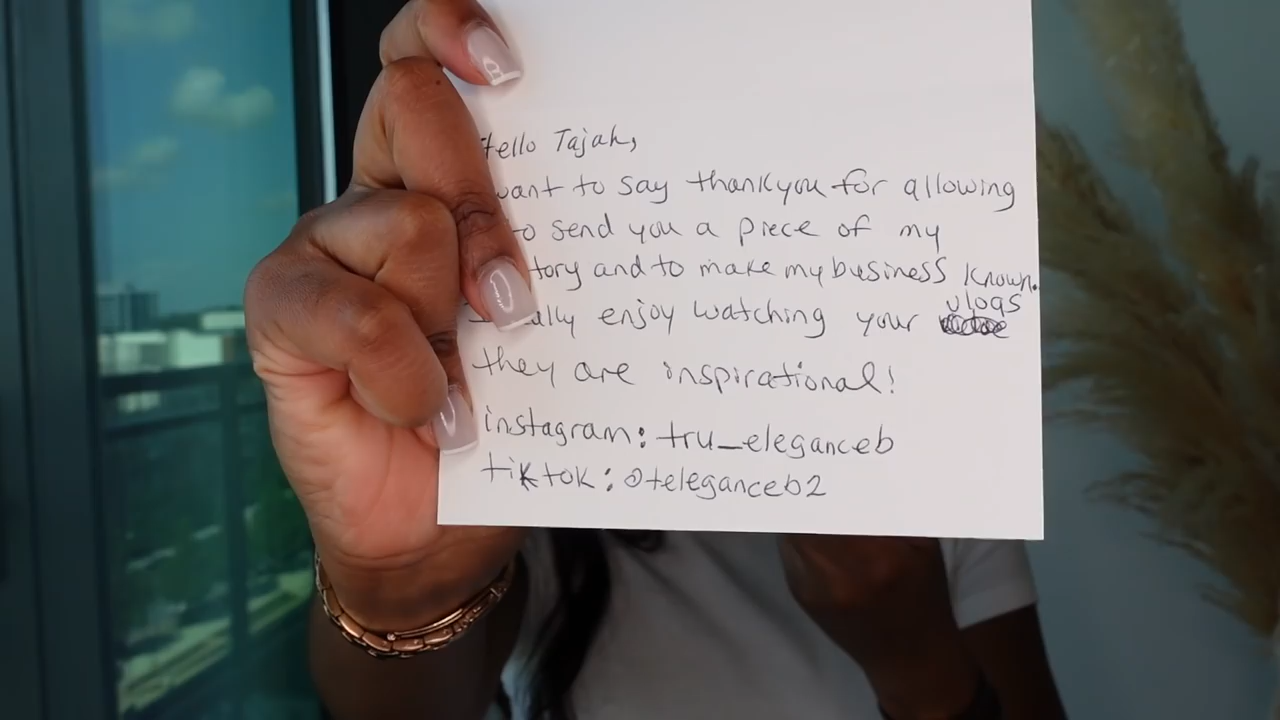 Hello Tajah,
want to say thankyou for allowing
to send you a piece of my
tory and to make my business known.
enjoy watching your vlogs
they are inspirational!
instagram: tru_eleganceb
tiktok: @teleganceb2